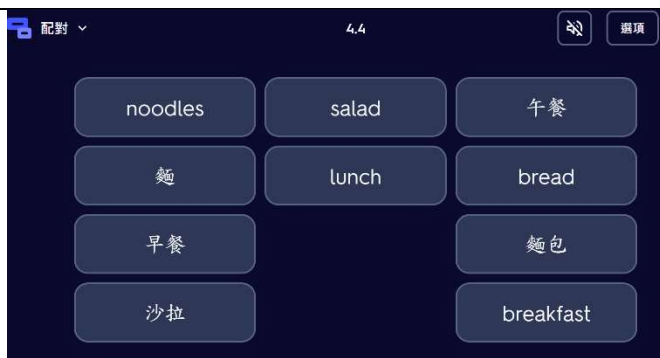 配對 4.4 選項
noodles salad 午餐
麵 lunch bread
早餐 麵包
沙拉 breakfast